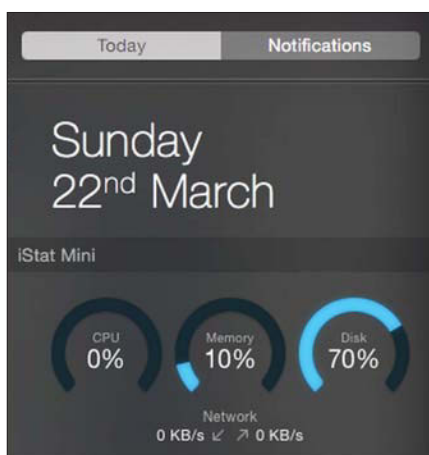 Today Notifications
Sunday
22nd March
iStat Mini
CPU Memory Disk
0% 10% 70%
Network
0 KB/s ↙ ↗ 0 KB/s